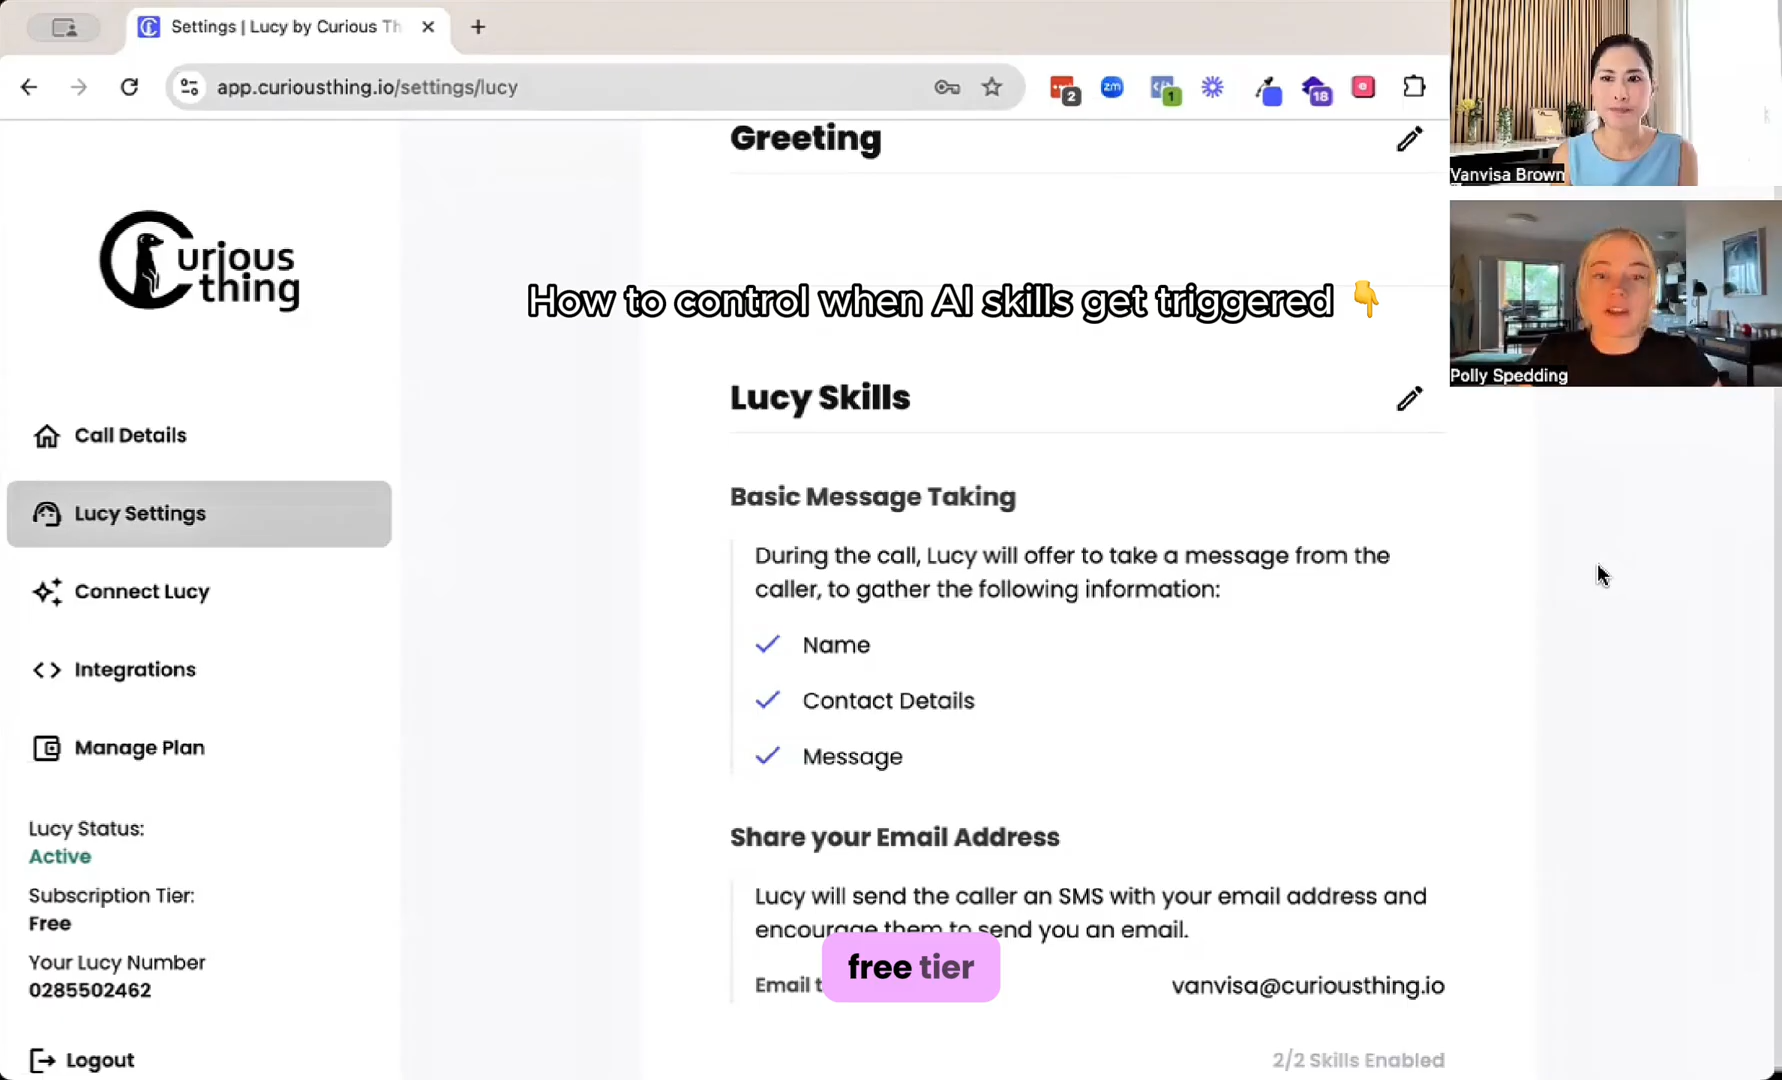 Settings | Lucy by Curious Th
app.curiousthing.io/settings/lucy
2
zm
1
18
Vanvisa Brown
Polly Spedding
Curious
thing
Call Details
Lucy Settings
Connect Lucy
Integrations
Manage Plan
Lucy Status:
Active
Subscription Tier:
Free
Your Lucy Number
0285502462
Logout
Greeting
How to control when AI skills get triggered 👇
Lucy Skills
Basic Message Taking
During the call, Lucy will offer to take a message from the
caller, to gather the following information:
Name
Contact Details
Message
Share your Email Address
Lucy will send the caller an SMS with your email address and
encourage them to send you an email.
Email t
vanvisa@curiousthing.io
free tier
2/2 Skills Enabled